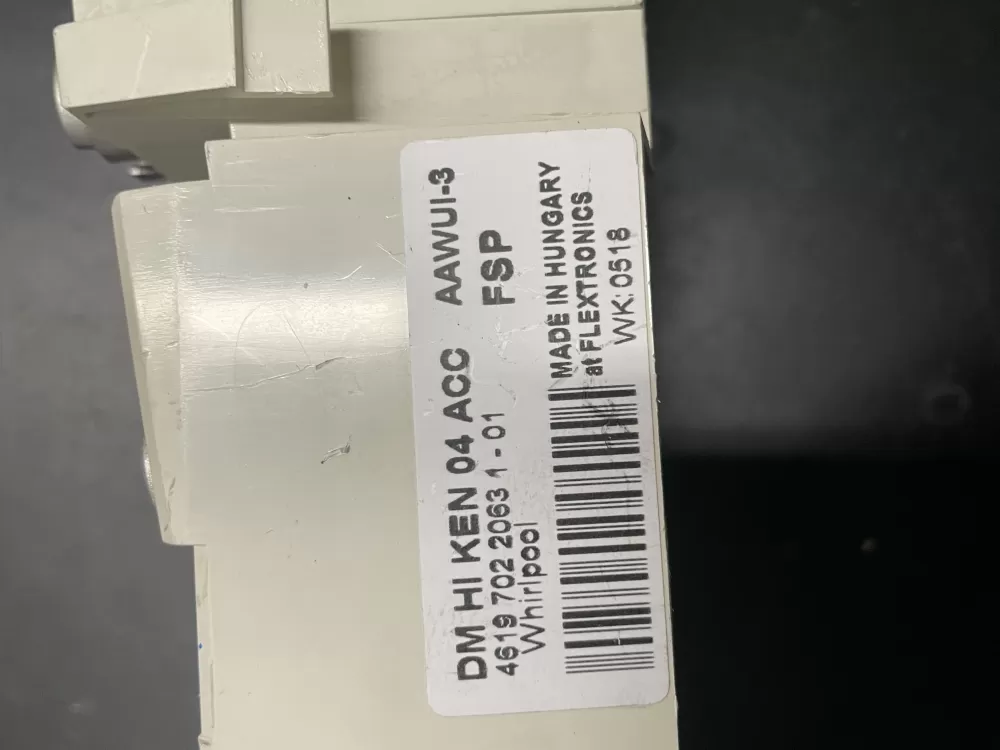 DM HI KEN 04 ACC AAWUI-3
4619 702 2063 1 - 01 FSP
Whirlpool
MADE IN HUNGARY
at FLEXTRONICS
WK: 0518